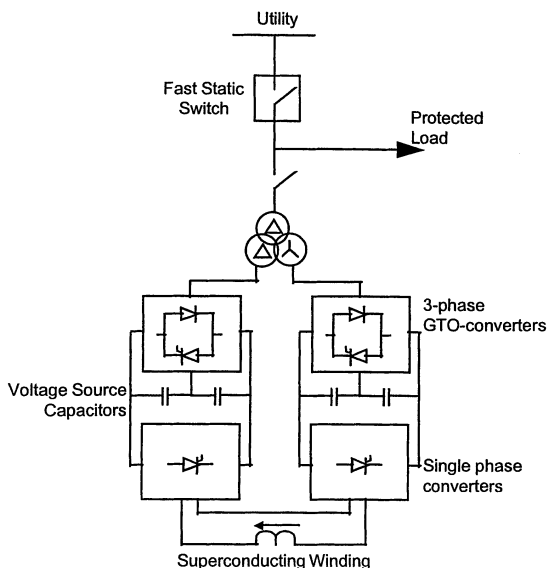 Utility
Fast Static
Switch
Protected
Load
3-phase
GTO-converters
Voltage Source
Capacitors
Single phase
converters
Superconducting Winding